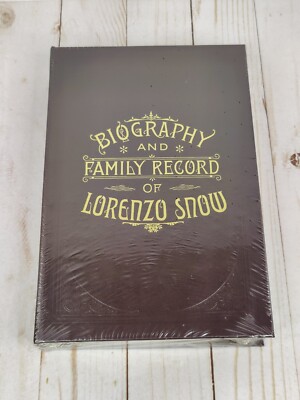 BIOGRAPHY
AND
FAMILY RECORD
OF
LORENZO SNOW